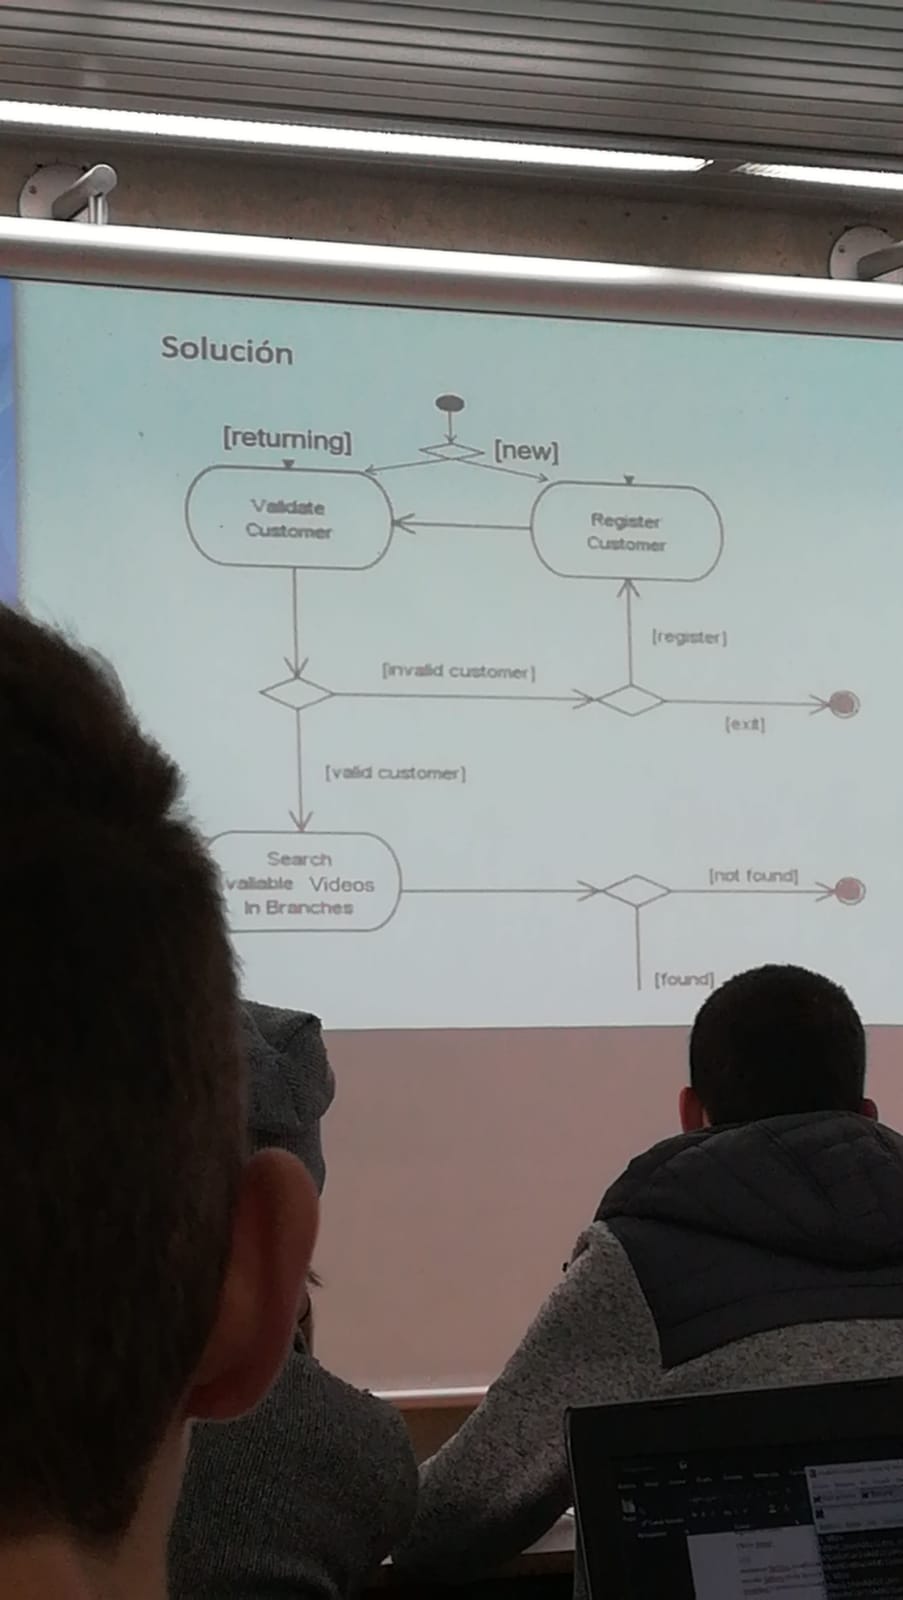 Solución
[returning]
[new]
Validate
Customer
Register
Customer
[register]
[invalid customer]
[exit]
[valid customer]
Search
vailable Videos
In Branches
[not found]
[found]